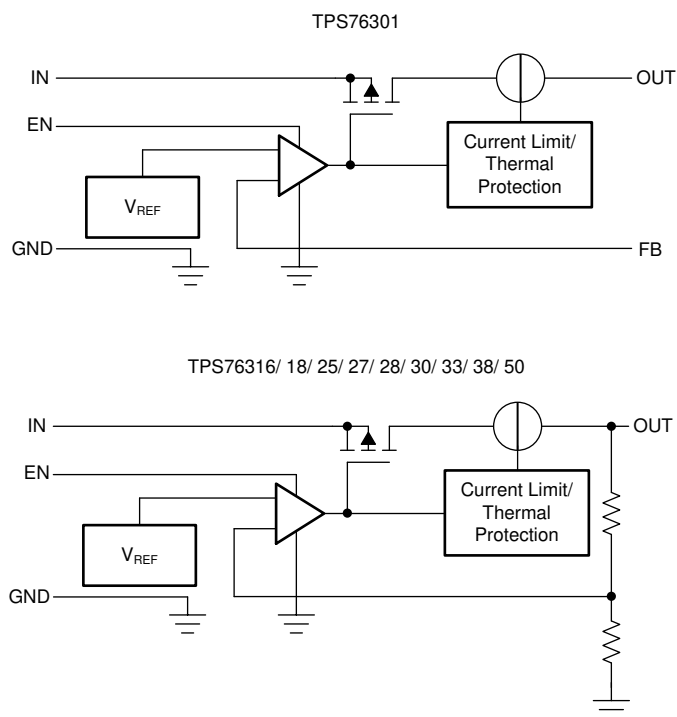 TPS76301
IN
OUT
EN
Current Limit/
Thermal
Protection
VREF
GND
FB
TPS76316/ 18/ 25/ 27/ 28/ 30/ 33/ 38/ 50
IN
OUT
EN
Current Limit/
Thermal
Protection
VREF
GND